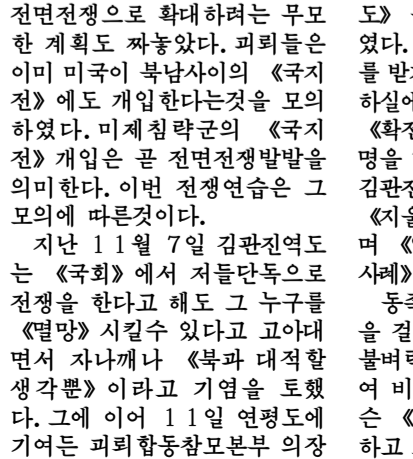 전면전쟁으로 확대하려는 무모
한 계획도 짜놓았다. 괴뢰들은
이미 미국이 북남사이의 《국지
전》에도 개입한다는것을 모의
하였다. 미제침략군의 《국지
전》개입은 곧 전면전쟁발발을
의미한다. 이번 전쟁연습은 그
모의에 따른것이다.
지난 11월 7일 김관진역도
는 《국회》에서 저들단독으로
전쟁을 한다고 해도 그 누구를
《멸망》시킬수 있다고 고아대
면서 자나깨나 《북과 대적할
생각뿐》이라고 기염을 토했
다. 그에 이어 11일 연평도에
기여든 괴뢰합동참모본부 의장
도》
였다.
를 받
하실에
《확전
명을
김관진
《지울
며
사례》
동족
을 걸
불벼락
여 비
슨
하고